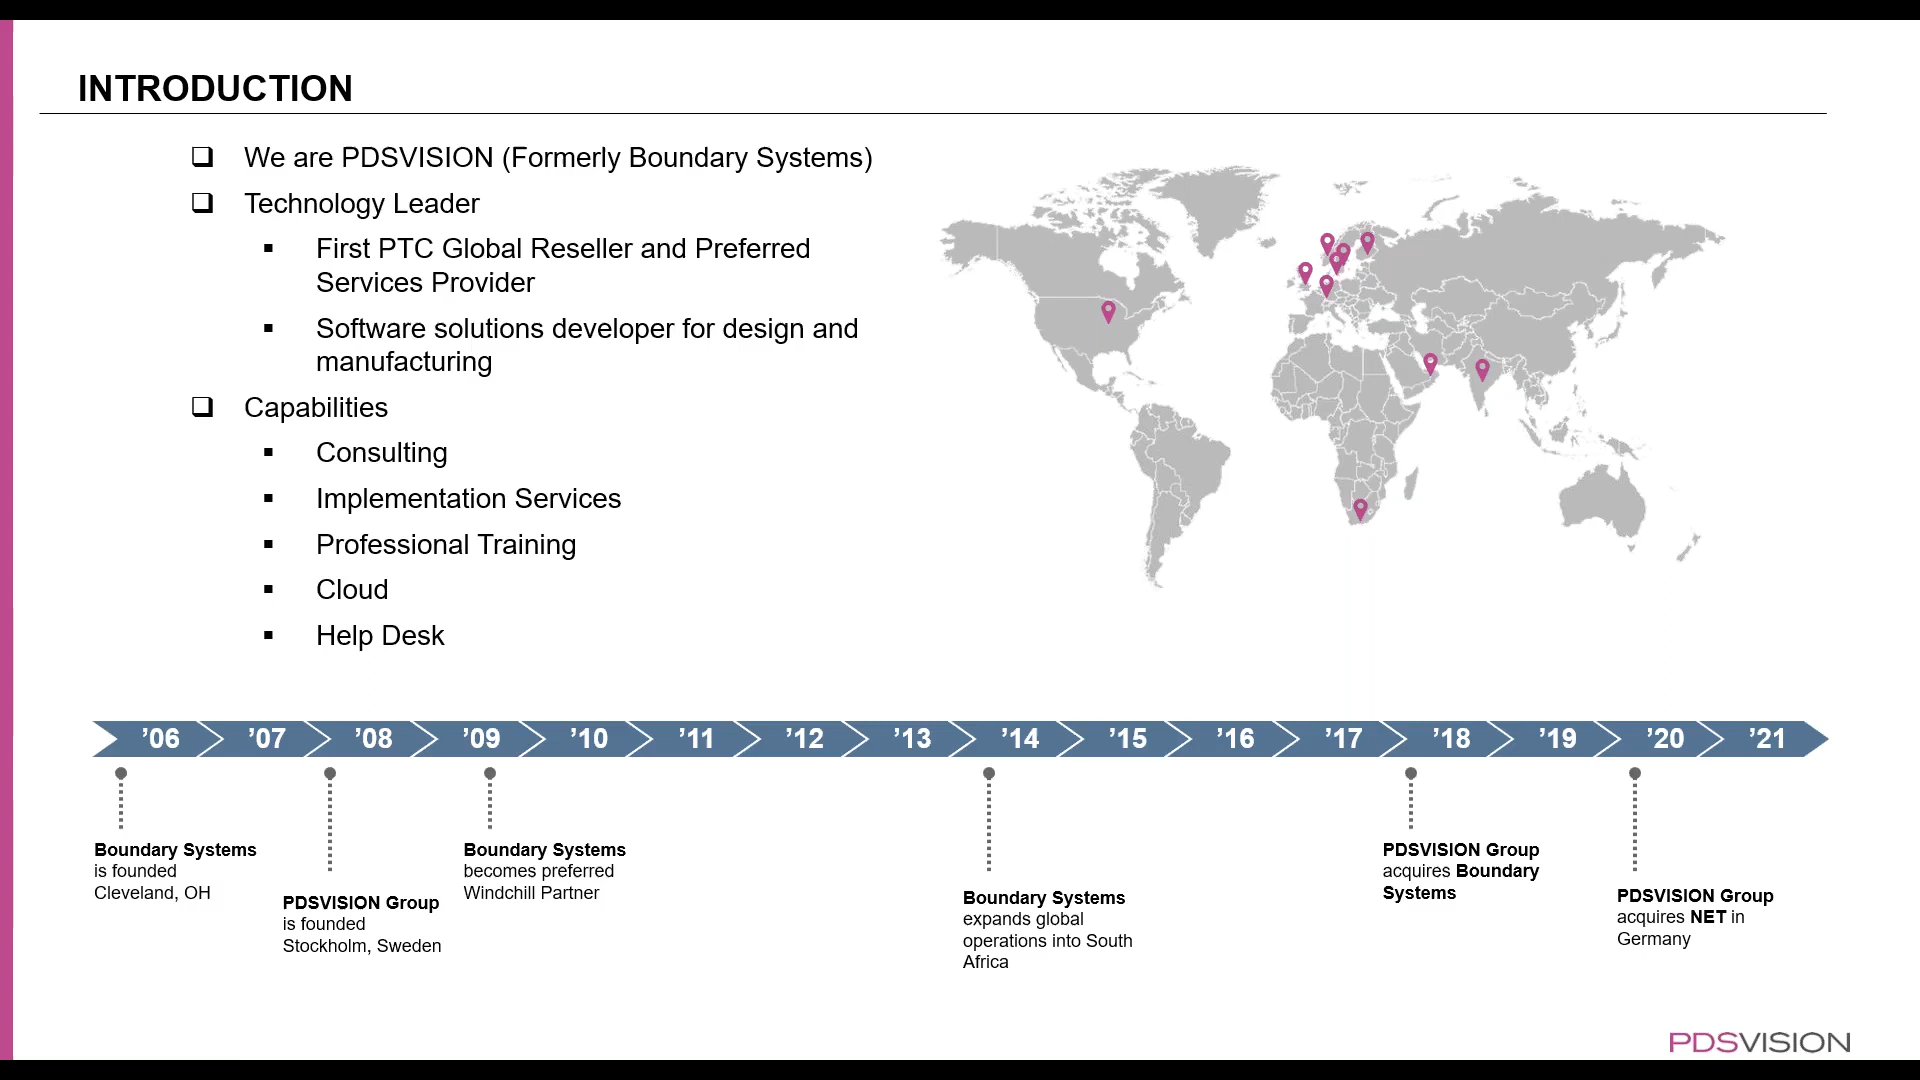 INTRODUCTION
We are PDSVISION (Formerly Boundary Systems)
Technology Leader
First PTC Global Reseller and Preferred
Services Provider
Software solutions developer for design and
manufacturing
Capabilities
Consulting
Implementation Services
Professional Training
Cloud
Help Desk
’06 ’07 ’08 ’09 ’10 ’11 ’12 ’13 ’14 ’15 ’16 ’17 ’18 ’19 ’20 ’21
Boundary Systems
is founded
Cleveland, OH
PDSVISION Group
is founded
Stockholm, Sweden
Boundary Systems
becomes preferred
Windchill Partner
Boundary Systems
expands global
operations into South
Africa
PDSVISION Group
acquires Boundary
Systems
PDSVISION Group
acquires NET in
Germany
PDSVISION